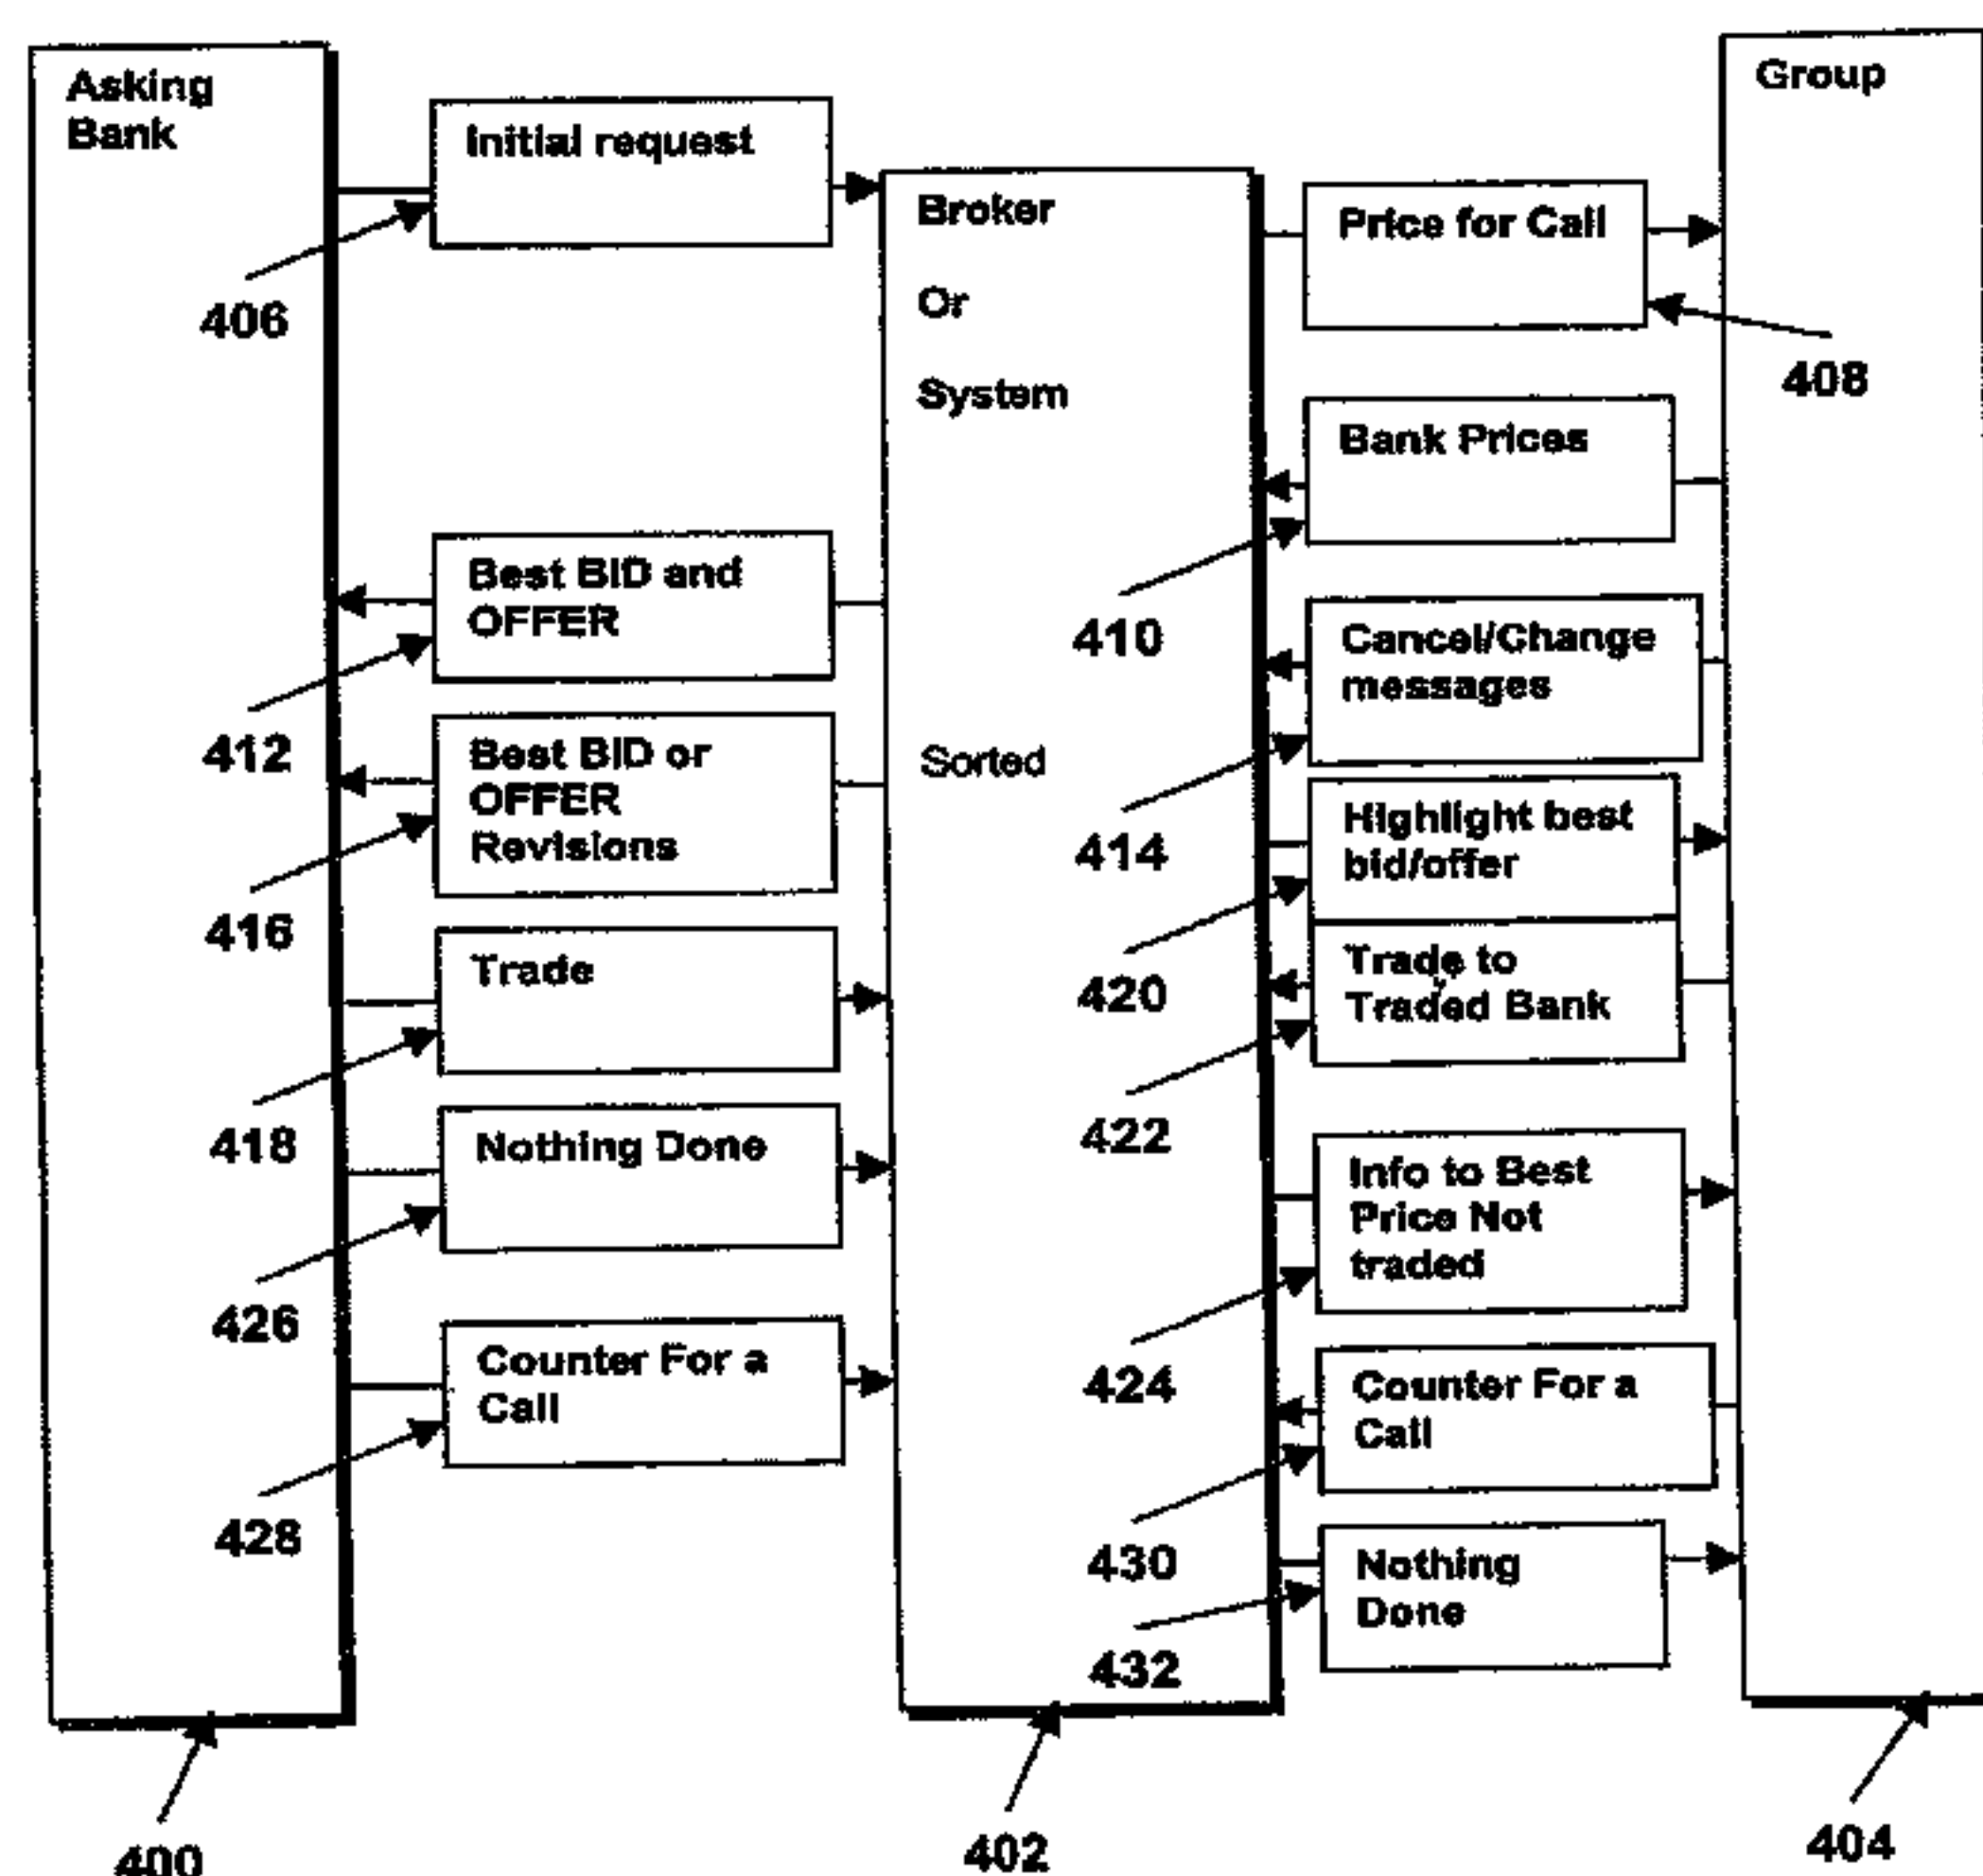 Asking
Bank
Initial request
406
Best BID and
OFFER
412
Best BID or
OFFER
Revisions
416
Trade
418
Nothing Done
426
Counter For a
Call
428
400
Broker
Or
System
Sorted
402
Price for Call
408
Bank Prices
410
Cancel/Change
messages
414
Highlight best
bid/offer
420
Trade to
Traded Bank
422
Info to Best
Price Not
traded
424
Counter For a
Call
430
Nothing
Done
432
Group
404